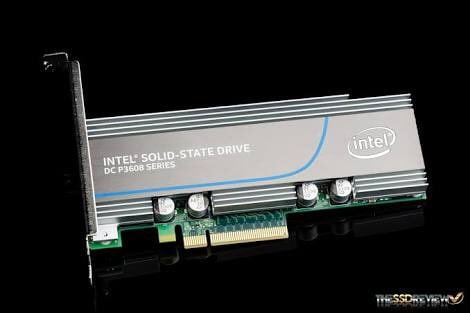 INTEL® SOLID-STATE DRIVE
DC P3608 SERIES
intel
THESSDREVIEW